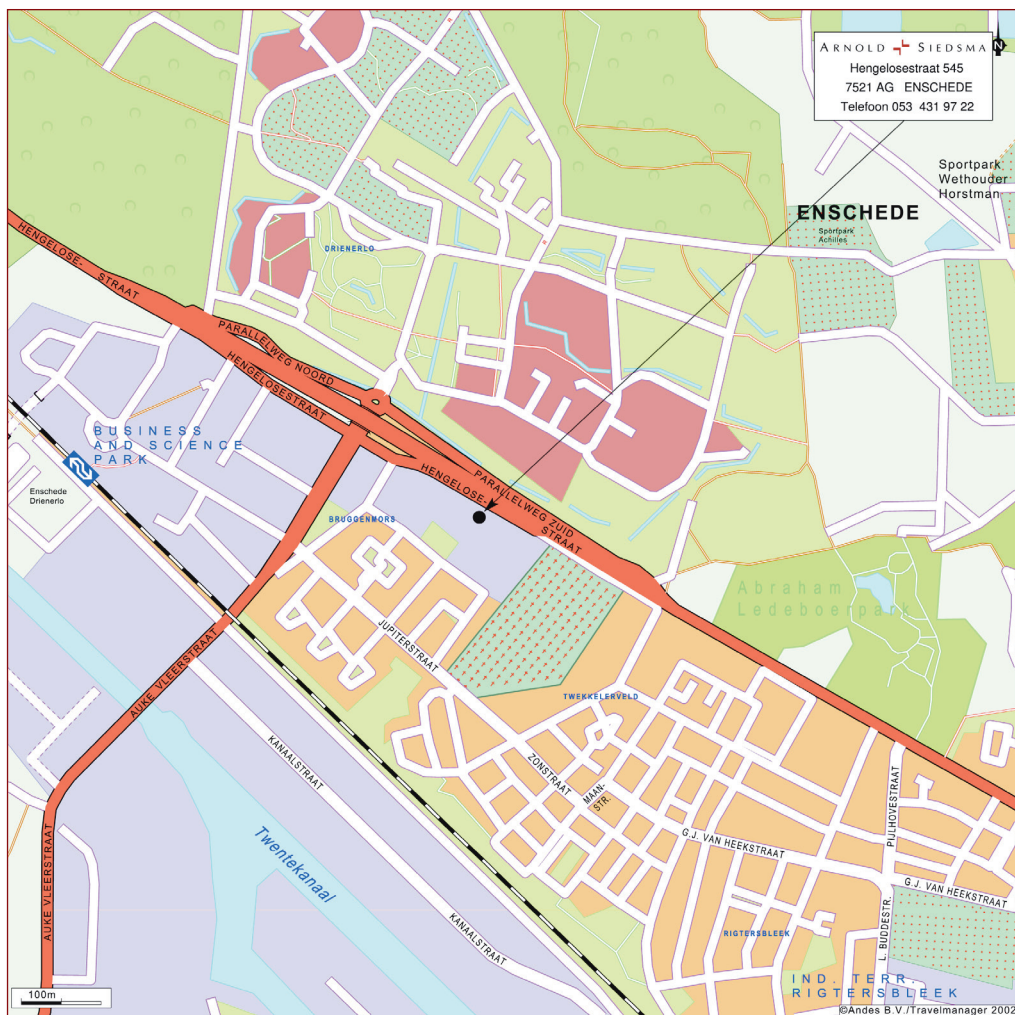 ARNOLD SIEDSMA
Hengelosestraat 545
7521 AG ENSCHEDE
Telefoon 053 431 97 22
N
Sportpark
Wethouder
Horstman
ENSCHEDE
Sportpark
Achilles
DRIENERLO
HENGELOSE-
STRAAT
PARALLELWEG NOORD
HENGELOSESTRAAT
BUSINESS
AND SCIENCE
PARK
Enschede
Drienerlo
HENGELOSE-
STRAAT
PARALLELWEG ZUID
BRUGGENMORS
Abraham
Ledeboerpark
JUPITERSTRAAT
AUKE VLEERSTRAAT
TWEKKELERVELD
KANAALSTRAAT
ZONSTRAAT
MAAN-
STR.
PIJLHOVESTRAAT
G.J. VAN HEEKSTRAAT
Twentekanaal
AUKE VLEERSTRAAT
G.J. VAN HEEKSTRAAT
KANAALSTRAAT
RIGTERSBLEEK
L. BUDDESTR.
IND. TERR.
RIGTERSBLEEK
100m
©Andes B.V./Travelmanager 2002